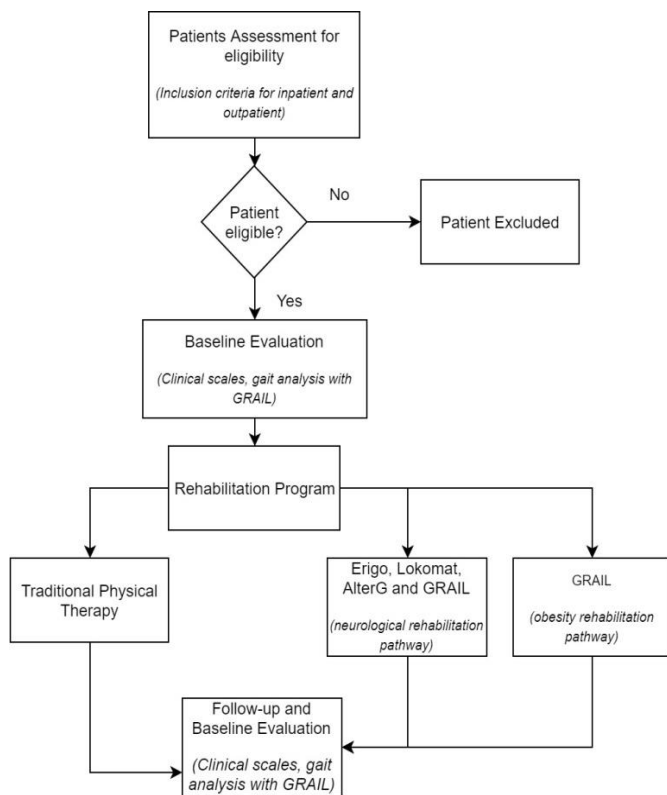 Patients Assessment for
eligibility
(Inclusion criteria for inpatient and
outpatient)
Patient
eligible?
No
Patient Excluded
Yes
Baseline Evaluation
(Clinical scales, gait analysis with
GRAIL)
Rehabilitation Program
Traditional Physical
Therapy
Erigo, Lokomat,
AlterG and GRAIL
(neurological rehabilitation
pathway)
GRAIL
(obesity rehabilitation
pathway)
Follow-up and
Baseline Evaluation
(Clinical scales, gait
analysis with GRAIL)